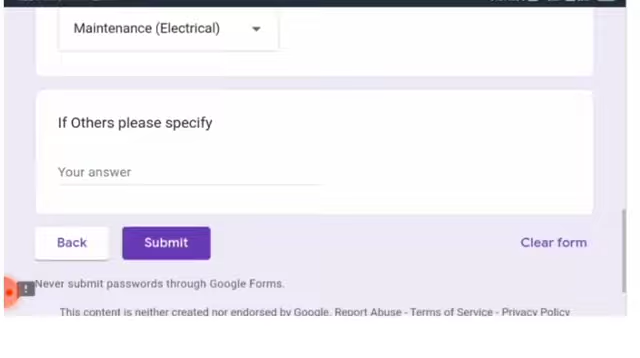 Maintenance (Electrical)
If Others please specify
Your answer
Back Submit Clear form
Never submit passwords through Google Forms.
This content is neither created nor endorsed by Google. Report Abuse - Terms of Service - Privacy Policy